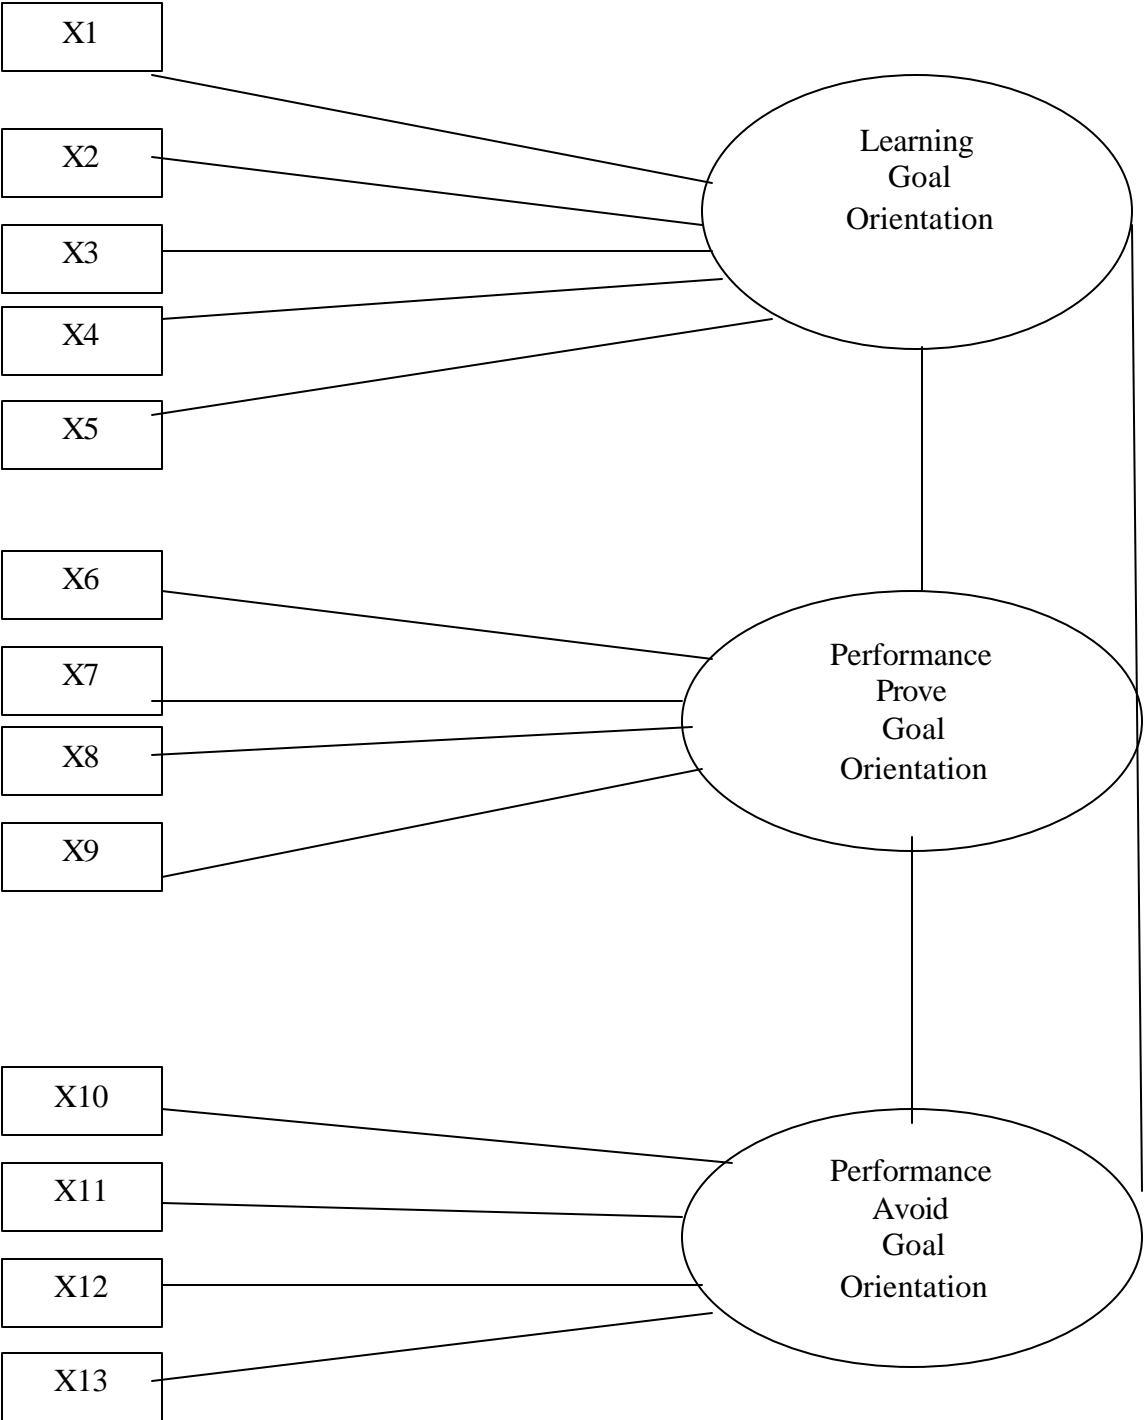 X1
X2
X3
X4
X5
Learning
Goal
Orientation
X6
X7
X8
X9
Performance
Prove
Goal
Orientation
X10
X11
X12
X13
Performance
Avoid
Goal
Orientation